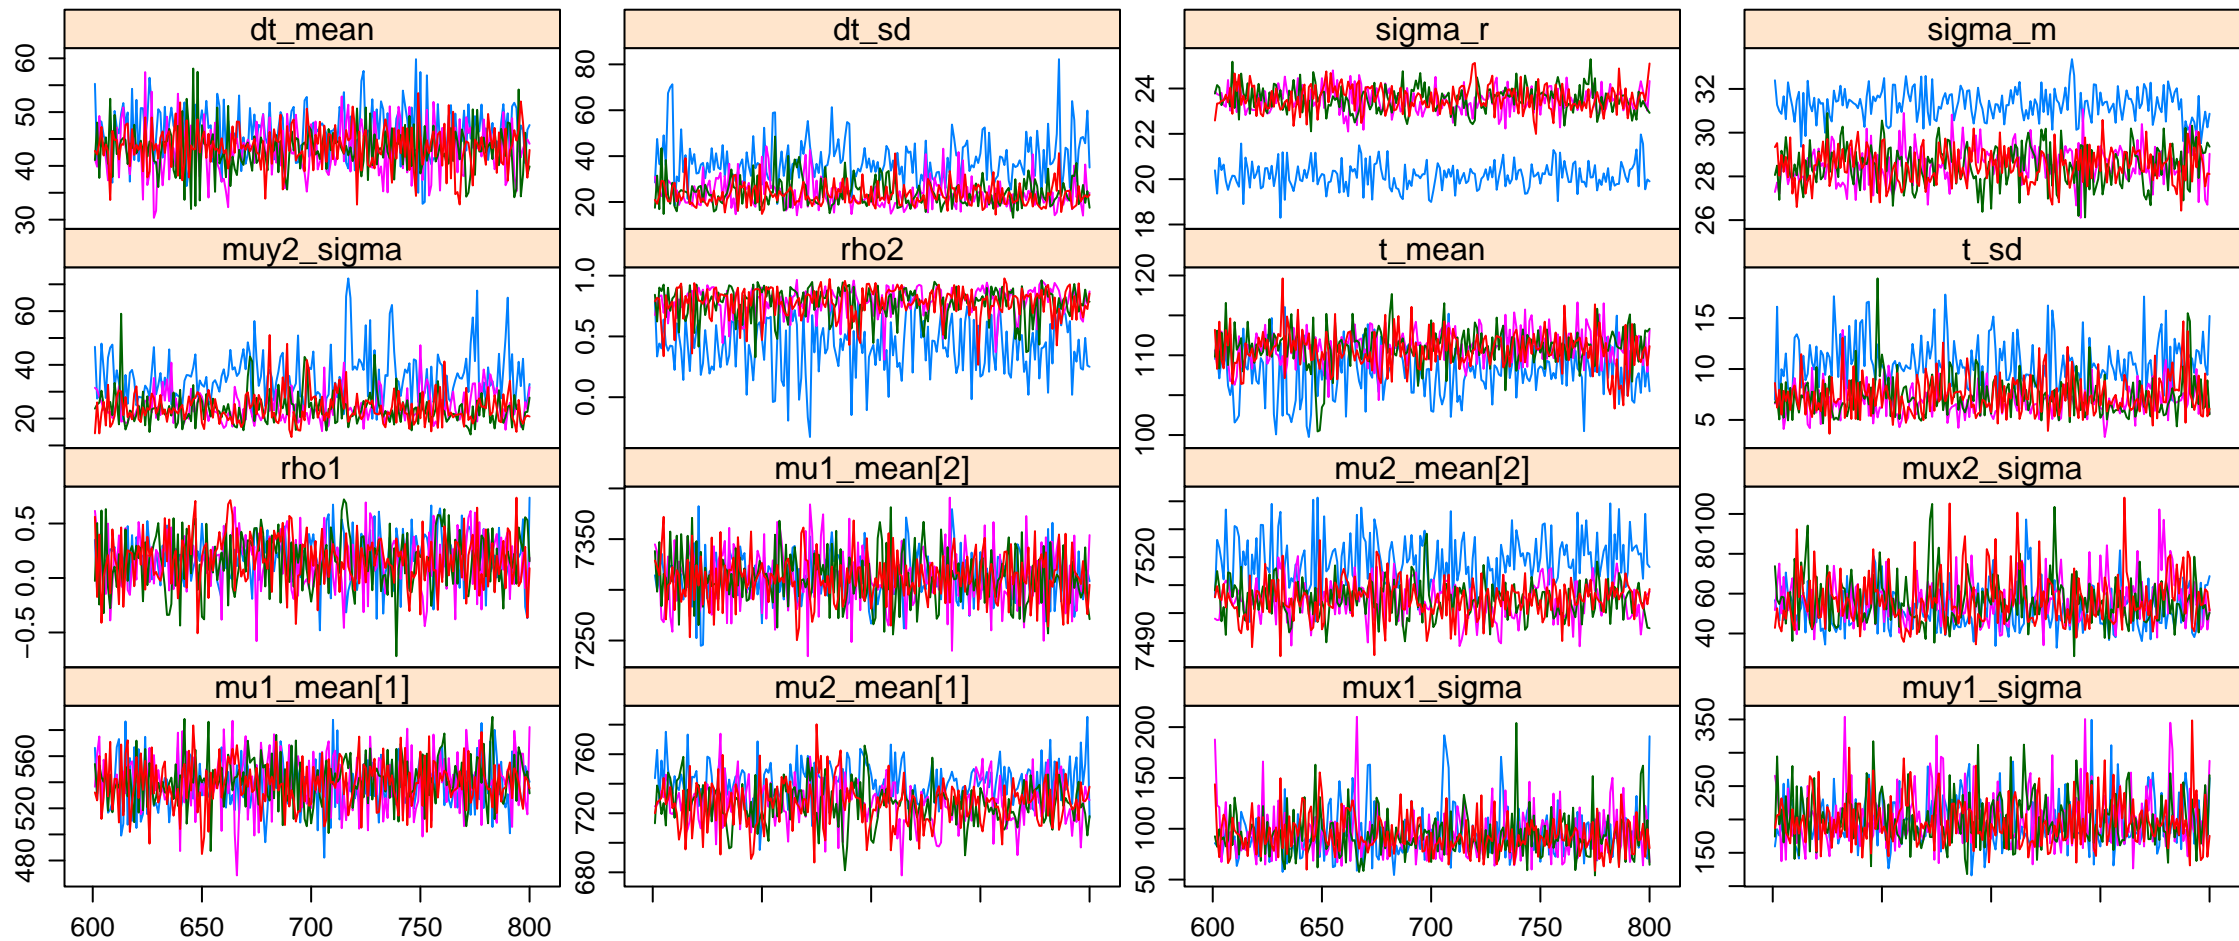 dt_mean dt_sd sigma_r sigma_m
60 50 40 30
80 60 40 20
24 22 20 18
32 30 28 26
muy2_sigma rho2 t_mean t_sd
60 40 20
1.0 0.5 0.0
120 110 100
15 10 5
rho1 mu1_mean[2] mu2_mean[2] mux2_sigma
0.5 0.0 −0.5
7350 7250
7520 7490
100 80 60 40
mu1_mean[1] mu2_mean[1] mux1_sigma muy1_sigma
560 520 480
760 720 680
200 150 100 50
350 250 150
600 650 700 750 800 600 650 700 750 800